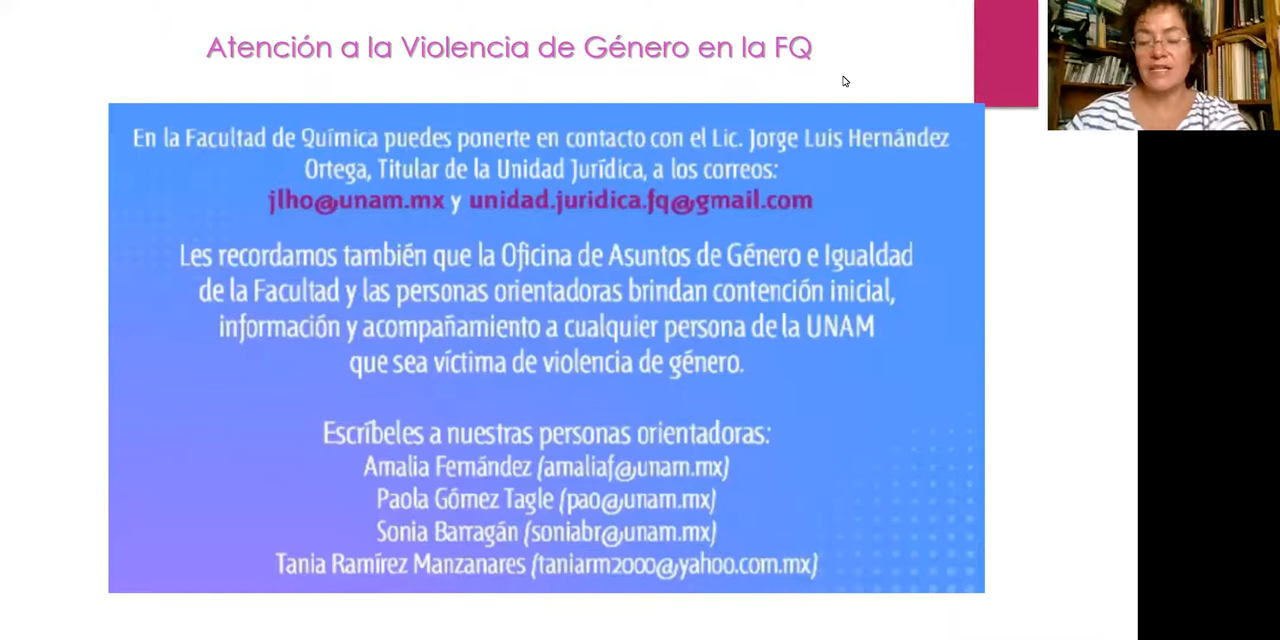 Atención a la Violencia de Género en la FQ
En la Facultad de Química puedes ponerte en contacto con el Lic. Jorge Luis Hernández
Ortega, Titular de la Unidad Jurídica, a los correos:
jlho@unam.mx y unidad.juridica.fq@gmail.com
Les recordamos también que la Oficina de Asuntos de Género e Igualdad
de la Facultad y las personas orientadoras brindan contención inicial,
información y acompañamiento a cualquier persona de la UNAM
que sea víctima de violencia de género.
Escríbeles a nuestras personas orientadoras:
Amalia Fernández (amaliaf@unam.mx)
Paola Gómez Tagle (pao@unam.mx)
Sonia Barragán (soniabr@unam.mx)
Tania Ramírez Manzanares (taniarm2000@yahoo.com.mx)